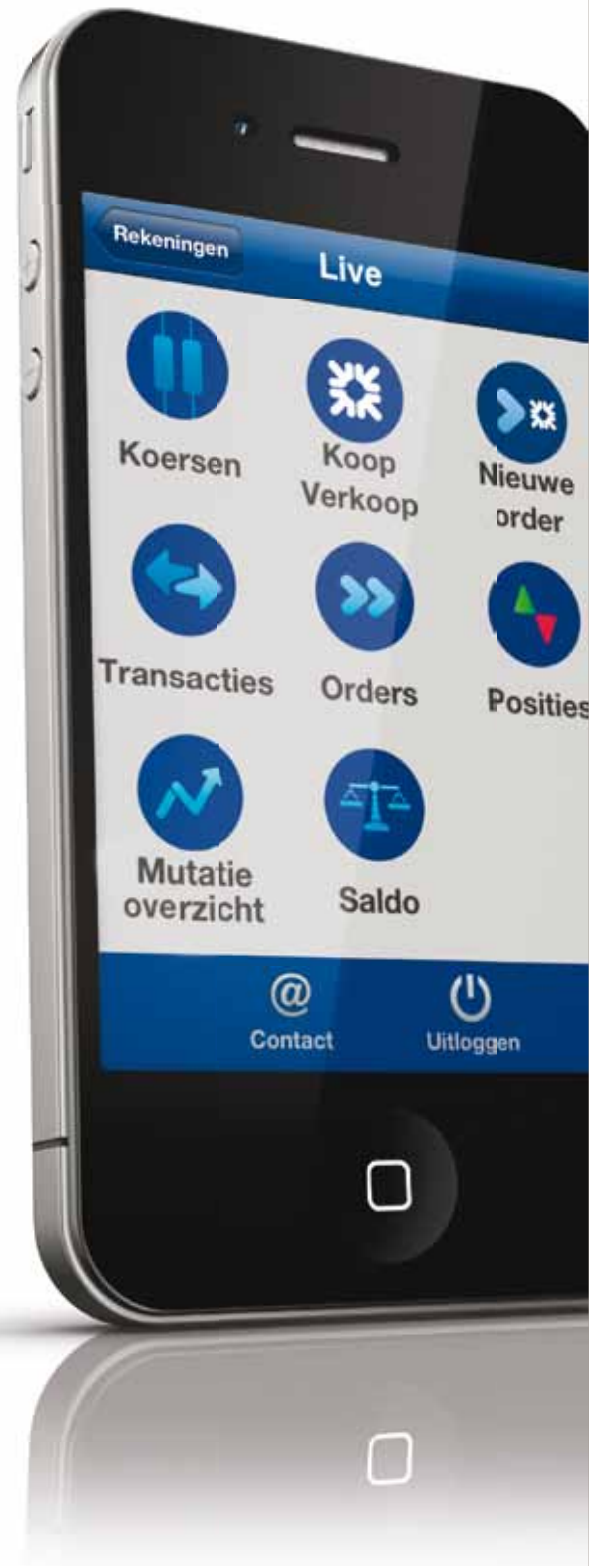 Rekeningen
Live
Koersen
Koop
Verkoop
Nieuwe
order
Transacties
Orders
Posities
Mutatie
overzicht
Saldo
@
Contact
Uitloggen